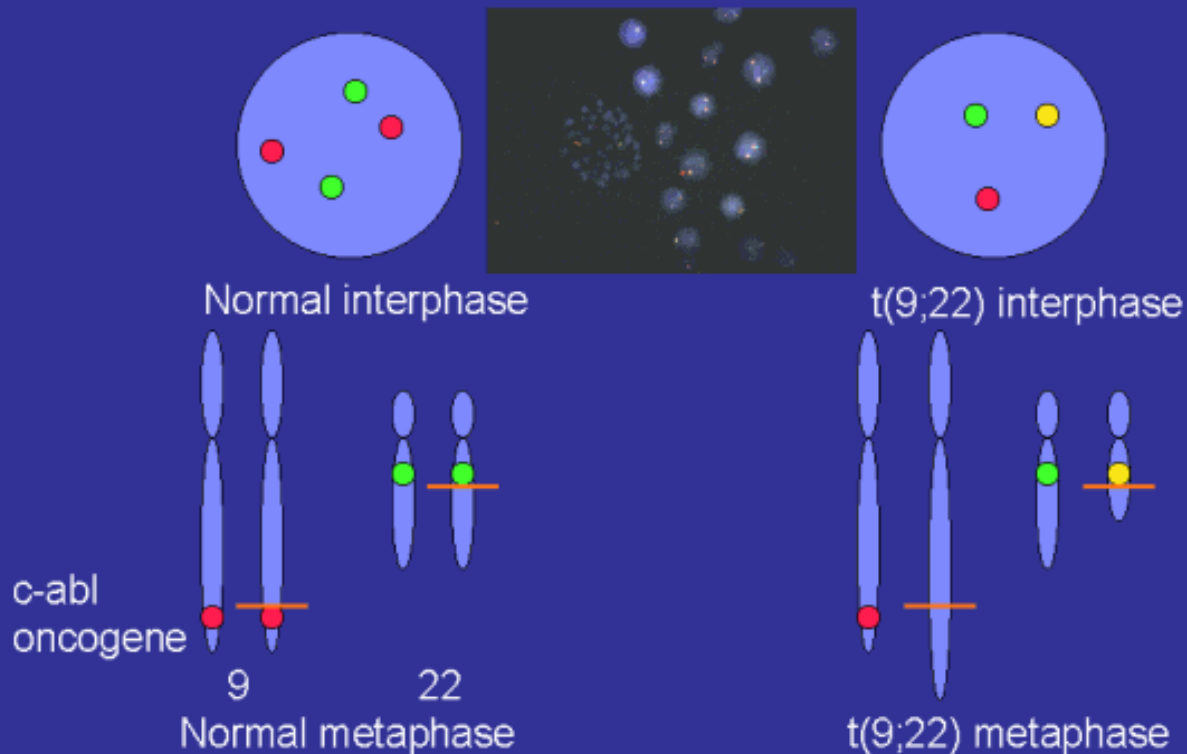 Normal interphase
t(9;22) interphase
c-abl
oncogene
9
22
Normal metaphase
t(9;22) metaphase